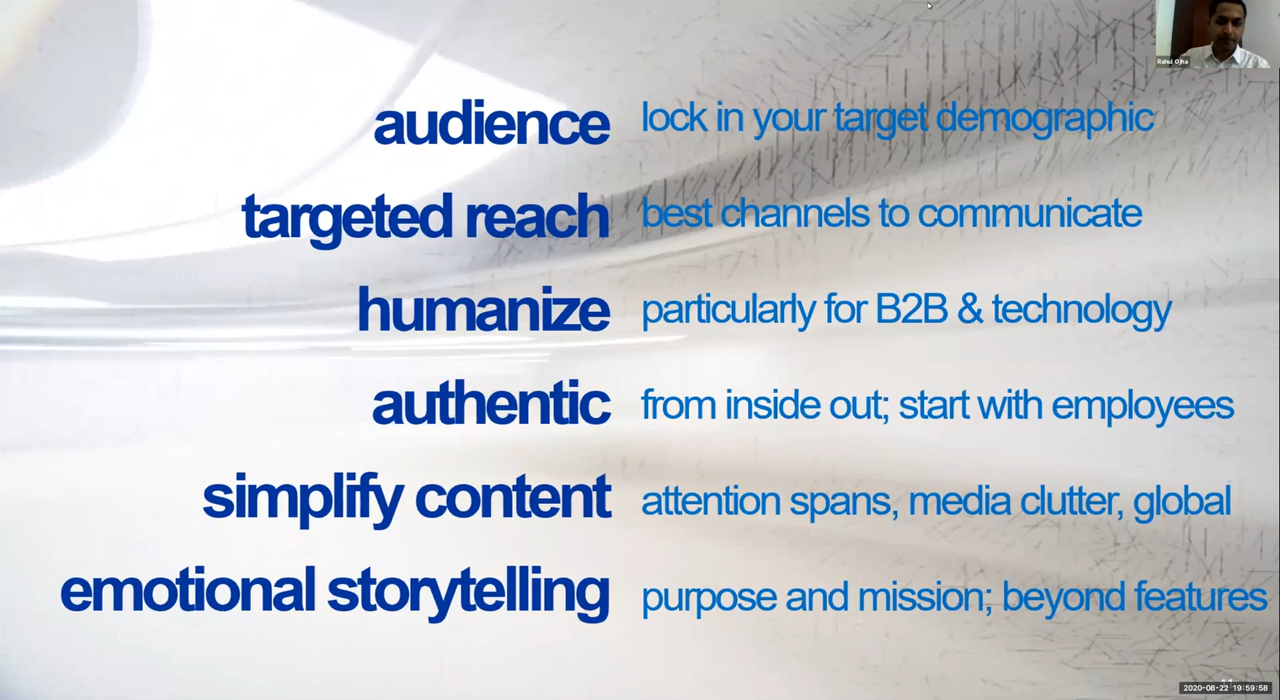 Rahul Ojha
audience lock in your target demographic
targeted reach best channels to communicate
humanize particularly for B2B & technology
authentic from inside out; start with employees
simplify content attention spans, media clutter, global
emotional storytelling purpose and mission; beyond features
2020-08-22 19:59:58